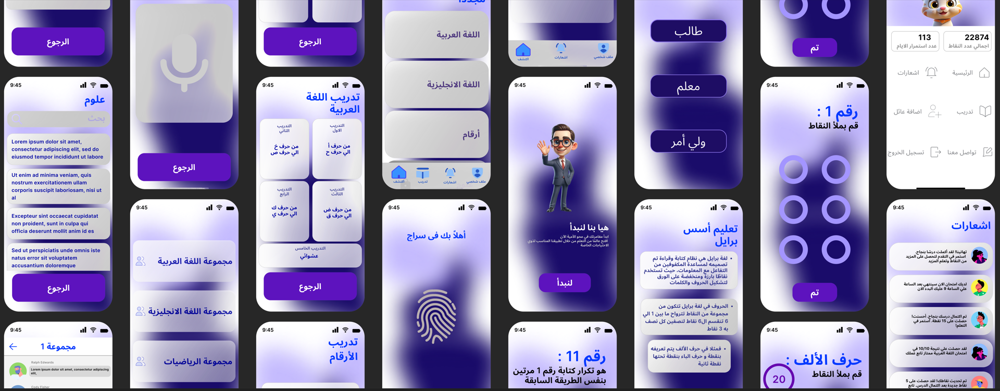 الرجوع
9:45
علوم
بحث
Lorem ipsum dolor sit amet,
consectetur adipiscing elit, sed do
eiusmod tempor incididunt ut labore
Ut enim ad minima veniam, quis
nostrum exercitationem ullam
corporis suscipit laboriosam, nisi ut
al
Excepteur sint occaecat cupidatat
non proident, sunt in culpa qui
officia deserunt mollit anim id es
Sed ut perspiciatis unde omnis iste
natus error sit voluptatem
accusantium doloremque
الرجوع
9:45
مجموعة 1
Ralph Edwards
Lorem ipsum dolor sit amet, consectetur adipiscing
elit,
Cody Fisher
الرجوع
9:45
مجموعة اللغة العربية
مجموعة اللغة الانجليزية
مجموعة الرياضيات
الرجوع
9:45
تدريب اللغة
العربية
التدريب
الاول
من حرف أ
الي حرف ح
التدريب
الثاني
من حرف خ
الي حرف ص
التدريب
الثالث
من حرف ض
الي حرف ق
التدريب
الرابع
من حرف ك
الي حرف ي
التدريب الخامس
عشوائي
الرجوع
9:45
تدريب
الأرقام
مجددا
اللغة العربية
اللغة الانجليزية
أرقام
ملف شخصي
اشعارات
تدريب
اكتشف
9:45
أهلاً بك فى سراج
ملف شخصي
اشعارات
اكتشف
9:45
هيا بنا لنبدأ
ابدأ مغامرتك في محو الأمية الآن
افتح عالمًا من التعلم من خلال تطبيقنا المناسب لذوي
الاحتياجات الخاصة
لنبدأ
9:45
رقم 11 :
هو تكرار كتابة رقم 1 مرتين
بنفس الطريقة السابقة
طالب
معلم
ولي أمر
9:45
تعليم أسس
برايل
• لغة برايل هي نظام كتابة وقراءة تم
تصميمه لمساعدة المكفوفين من
التفاعل مع المعلومات، حيث تستخدم
نقاطًا بارزة ومنخفضة على الورق
لتشكيل الحروف والكلمات
• الحروف في لغة برايل تتكون من
مجموعة من النقاط تترواح ما بين 1 الي
6 تنقسم ال6 نقاط لنصفين كل نصف
به 3 نقاط
• فمثلا في حرف الألف يتم تعريفه
بنقطة و حرف الباء بنقطة تحتها
نقطة ثانية
تم
9:45
رقم 1 :
قم بملأ النقاط
تم
9:45
حرف الألف :
قم بملأ النقاط
20
22874
اجمالي عدد النقاط
113
عدد استمرار الايام
الرئيسية
اشعارات
تدريب
اضافة عائل
تواصل معنا
تسجيل الخروج
9:45
اشعارات
تهانينا! لقد أكملت درسًا بنجاح.
استمر في التقدم لتحصل على المزيد
من النقاط وتعلم المزيد
لديك امتحان الان سينتهي بعد الساعة
علي الساعة 9 عليك البدء الان
تم اكتمال درسك بنجاح. أحسنت!
حصلت على 15 نقطة. استمر في
التعلم!
لقد حصلت على نتيجة 10/10 في
امتحان اللغة العربية ممتاز تابع عملك
تم تحديث نقاطك! لقد حصلت على 5
نقاط جديدة بعد اكتمال الدرس. تابع